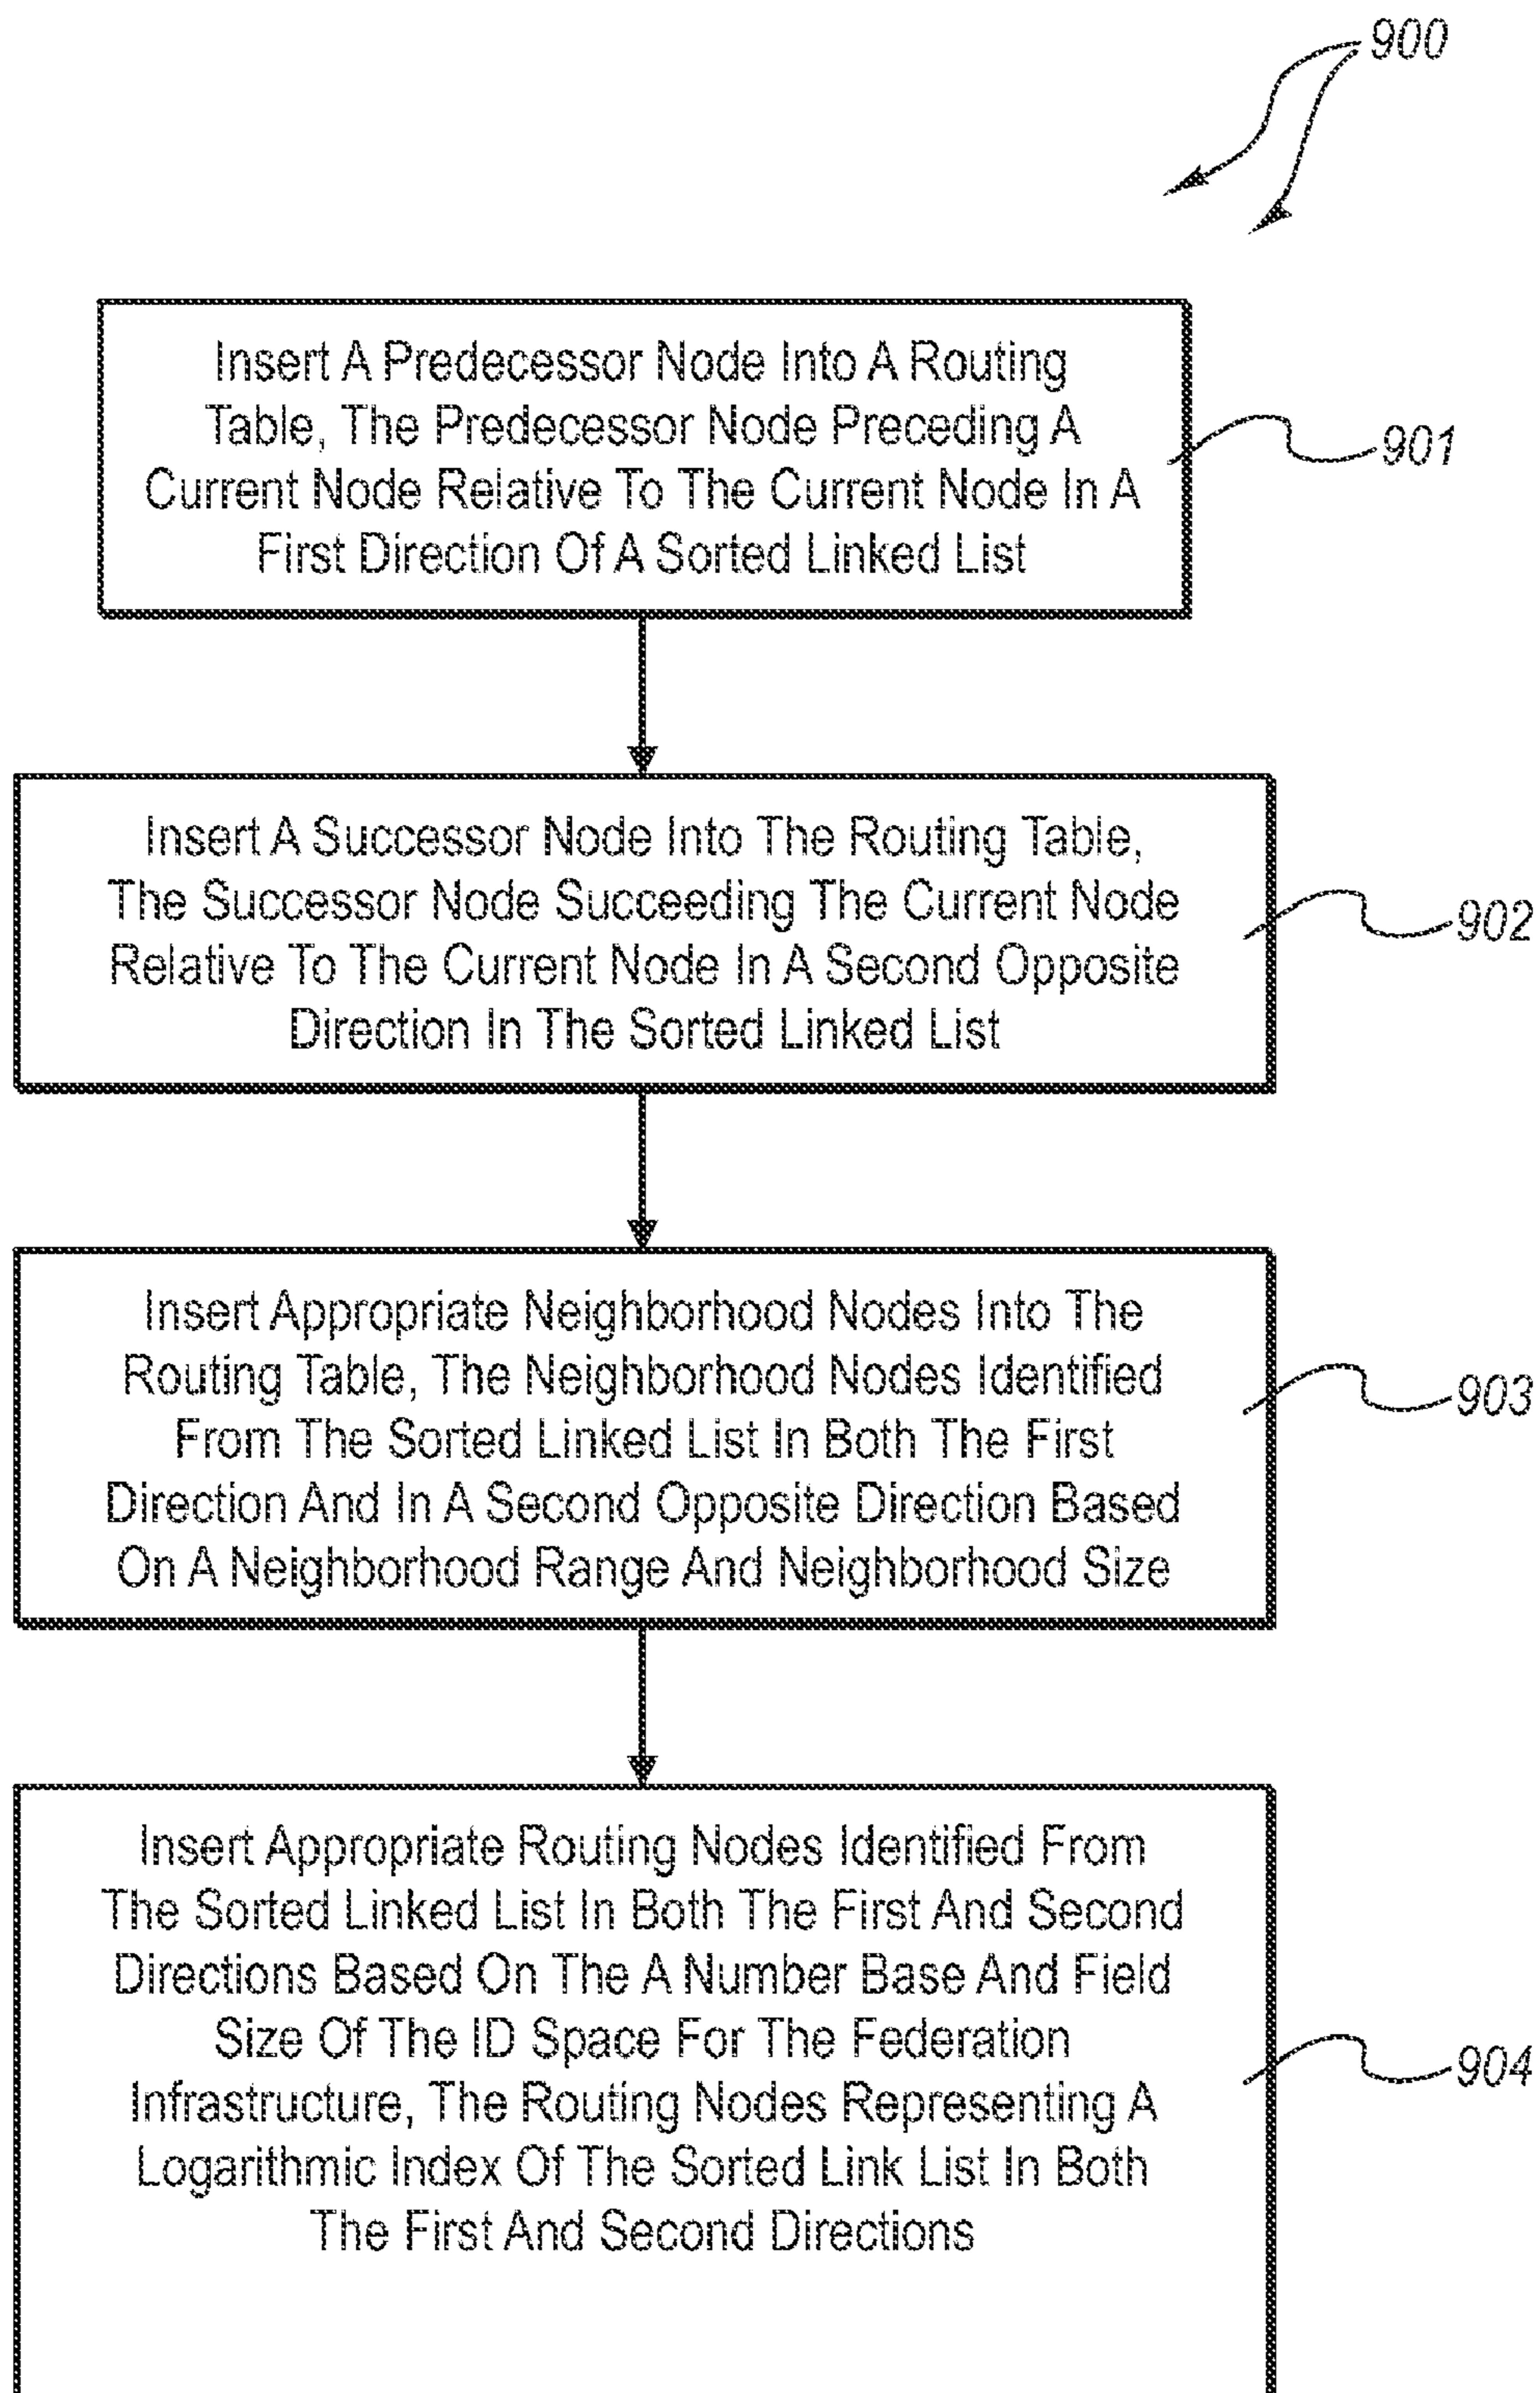 900
Insert A Predecessor Node Into A Routing
Table, The Predecessor Node Preceding A
Current Node Relative To The Current Node In A
First Direction Of A Sorted Linked List
901
Insert A Successor Node Into The Routing Table,
The Successor Node Succeeding The Current Node
Relative To The Current Node In A Second Opposite
Direction In The Sorted Linked List
902
Insert Appropriate Neighborhood Nodes Into The
Routing Table, The Neighborhood Nodes Identified
From The Sorted Linked List In Both The First
Direction And In A Second Opposite Direction Based
On A Neighborhood Range And Neighborhood Size
903
Insert Appropriate Routing Nodes Identified From
The Sorted Linked List In Both The First And Second
Directions Based On The A Number Base And Field
Size Of The ID Space For The Federation
Infrastructure, The Routing Nodes Representing A
Logarithmic Index Of The Sorted Link List In Both
The First And Second Directions
904